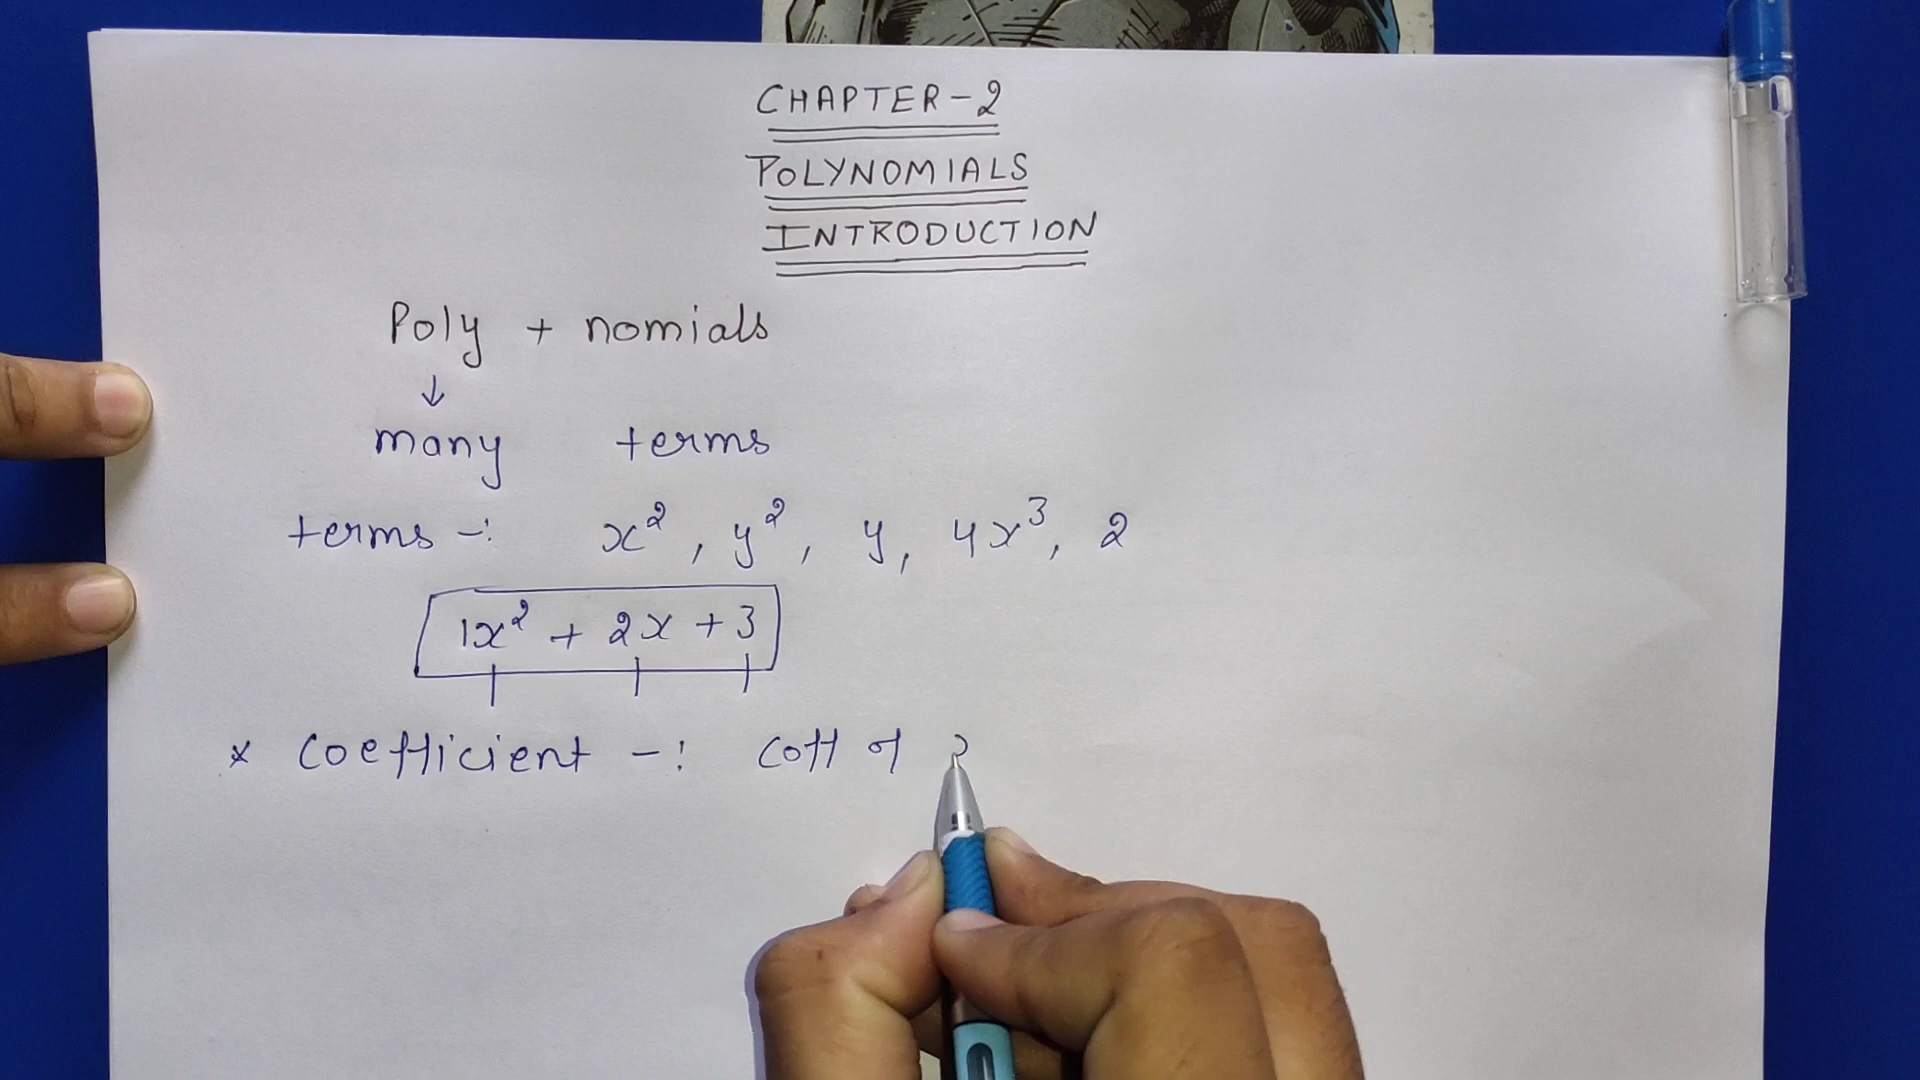 CHAPTER-2
POLYNOMIALS
INTRODUCTION
Poly + nomials
↓
many terms
terms -: x², y², y, 4x³, 2
1x² + 2x + 3
* Coefficient -: Coff of